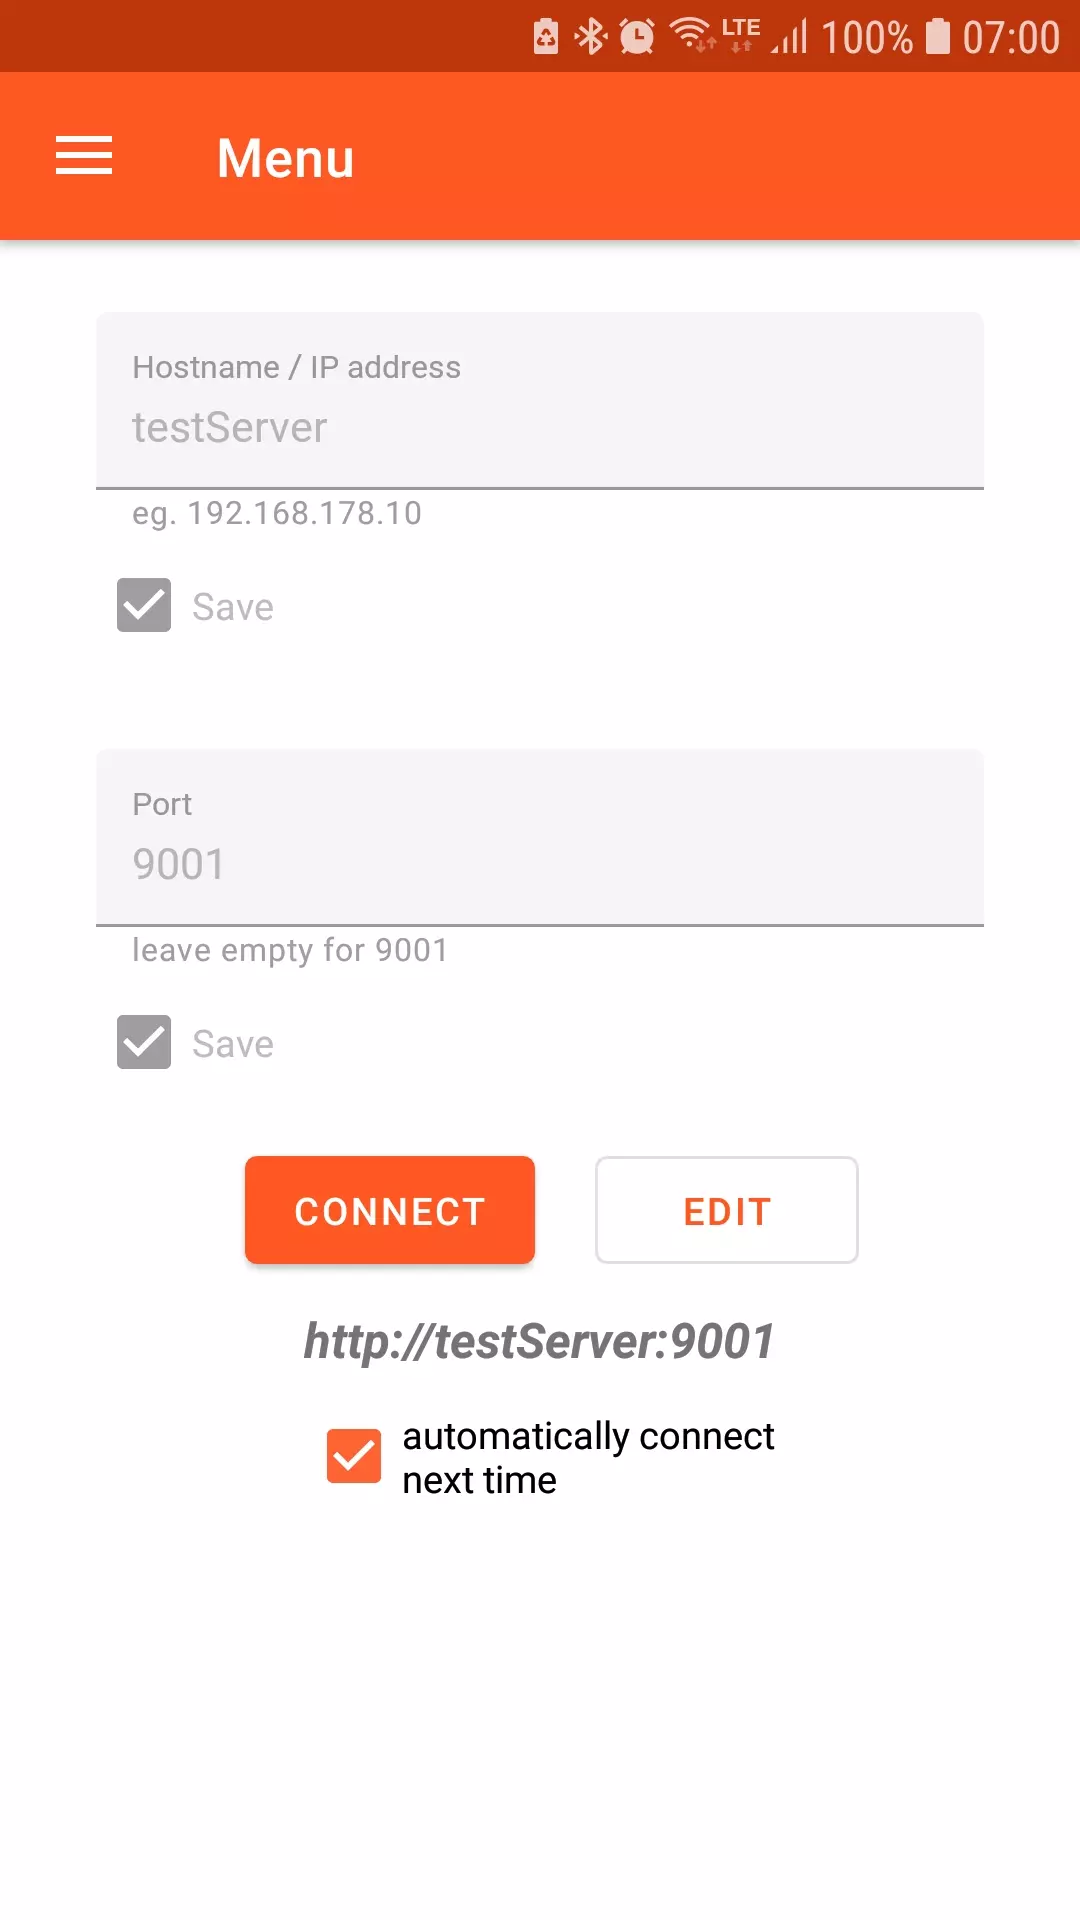 LTE 100% 07:00
Menu
Hostname / IP address
testServer
eg. 192.168.178.10
Save
Port
9001
leave empty for 9001
Save
CONNECT EDIT
http://testServer:9001
automatically connect
next time